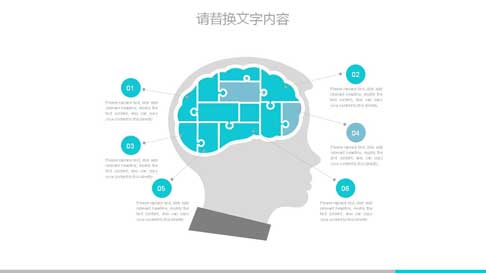 请替换文字内容
01
Please replace text, click add
relevant headline, modify the
text content, also can copy
your content to this directly.
02
Please replace text, click add
relevant headline, modify the
text content, also can copy
your content to this directly.
03
Please replace text, click add
relevant headline, modify the
text content, also can copy
your content to this directly.
04
Please replace text, click add
relevant headline, modify the
text content, also can copy
your content to this directly.
05
Please replace text, click add
relevant headline, modify the
text content, also can copy
your content to this directly.
06
Please replace text, click add
relevant headline, modify the
text content, also can copy
your content to this directly.